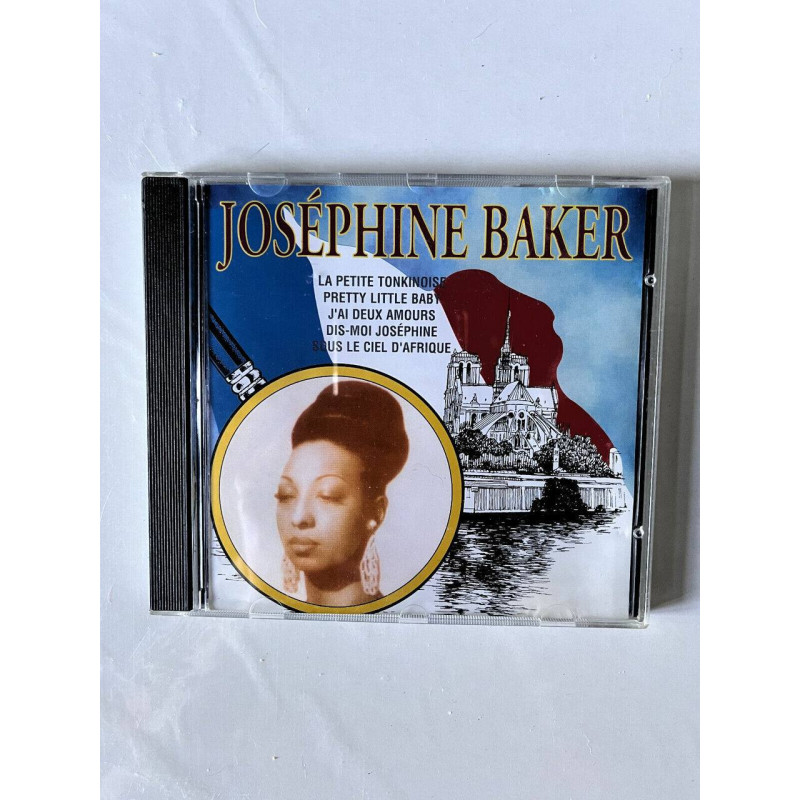 JOSÉPHINE BAKER
LA PETITE TONKINOISE
PRETTY LITTLE BABY
J'AI DEUX AMOURS
DIS-MOI JOSÉPHINE
SOUS LE CIEL D'AFRIQUE